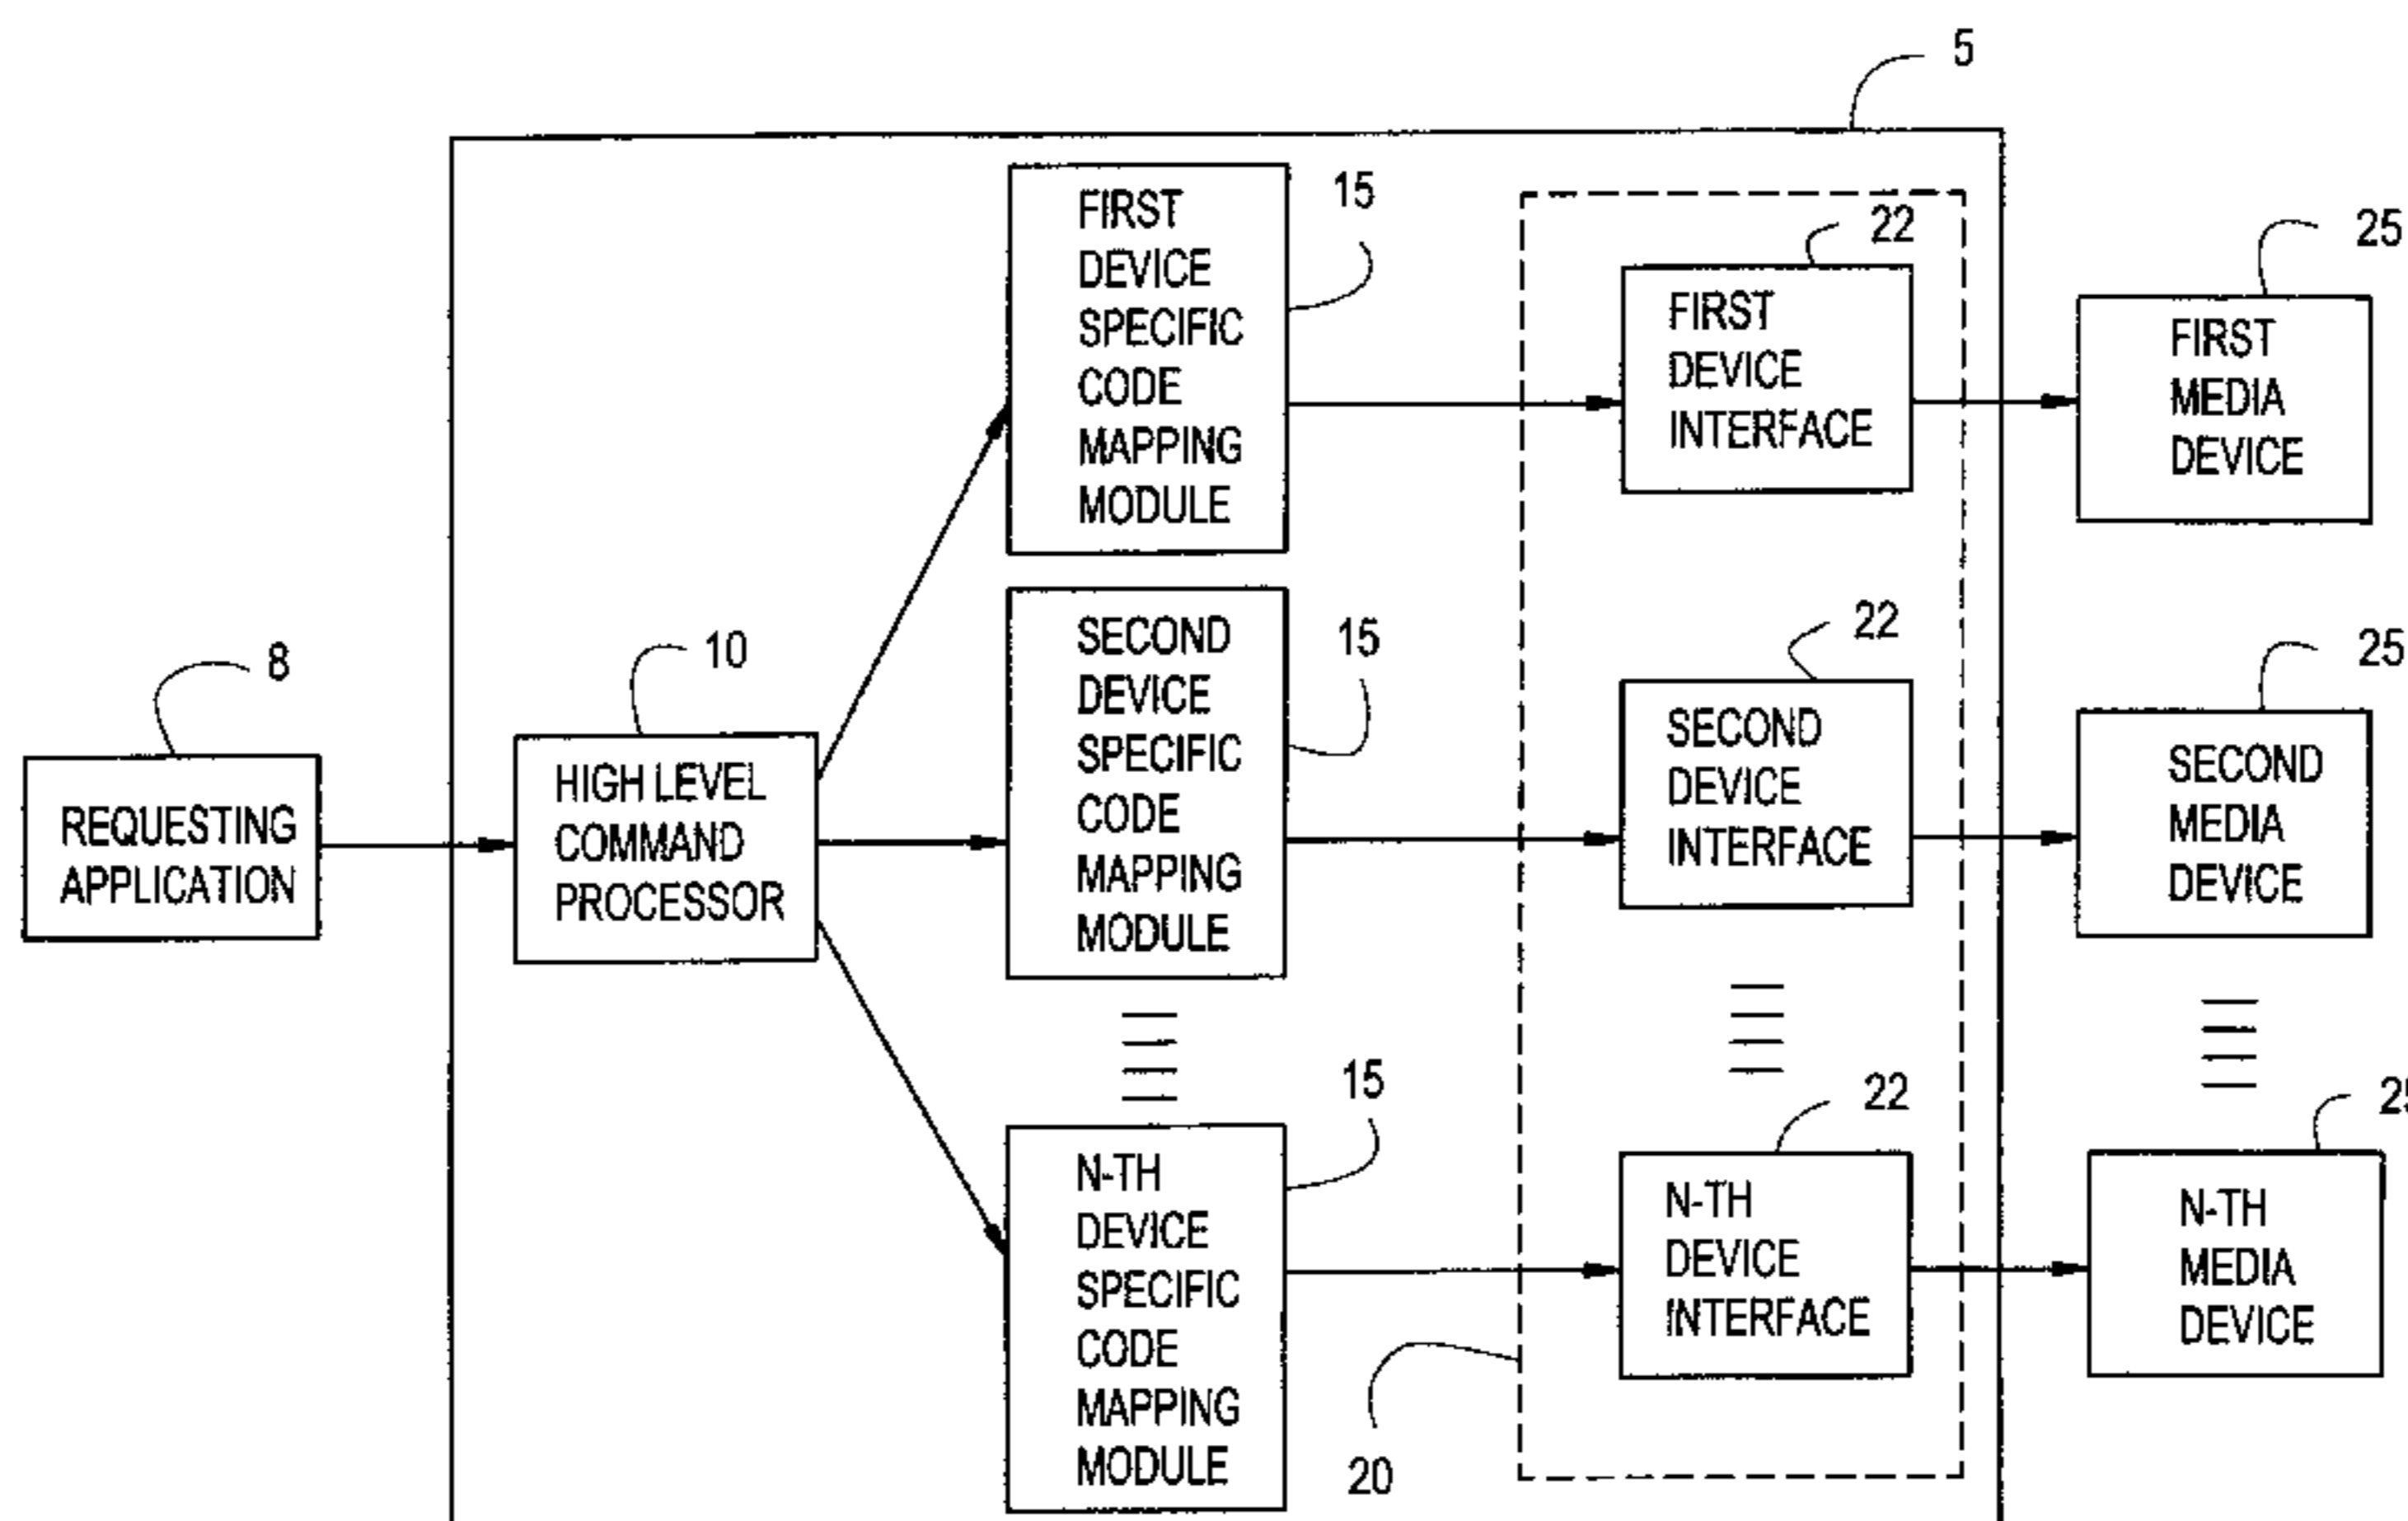 5
15
FIRST
DEVICE
SPECIFIC
CODE
MAPPING
MODULE
22
FIRST
DEVICE
INTERFACE
25
FIRST
MEDIA
DEVICE
8
REQUESTING
APPLICATION
10
HIGH LEVEL
COMMAND
PROCESSOR
15
SECOND
DEVICE
SPECIFIC
CODE
MAPPING
MODULE
22
SECOND
DEVICE
INTERFACE
25
SECOND
MEDIA
DEVICE
15
N-TH
DEVICE
SPECIFIC
CODE
MAPPING
MODULE
22
N-TH
DEVICE
INTERFACE
20
N-TH
MEDIA
DEVICE